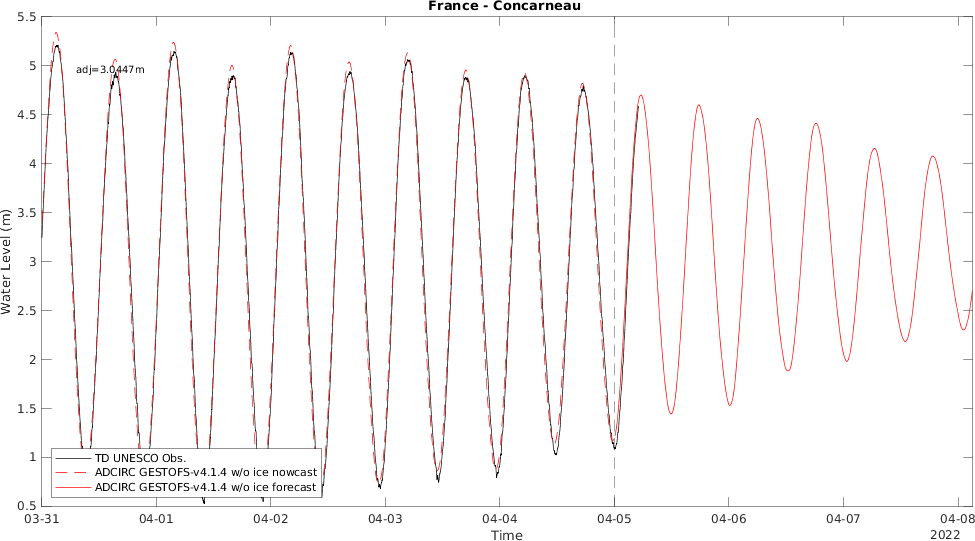 France - Concarneau
5.5
5
4.5
4
3.5
3
2.5
2
1.5
1
0.5
Water Level (m)
adj=3.0447m
TD UNESCO Obs.
ADCIRC GESTOFS-v4.1.4 w/o ice nowcast
ADCIRC GESTOFS-v4.1.4 w/o ice forecast
03-31 04-01 04-02 04-03 04-04 04-05 04-06 04-07 04-08
Time
2022